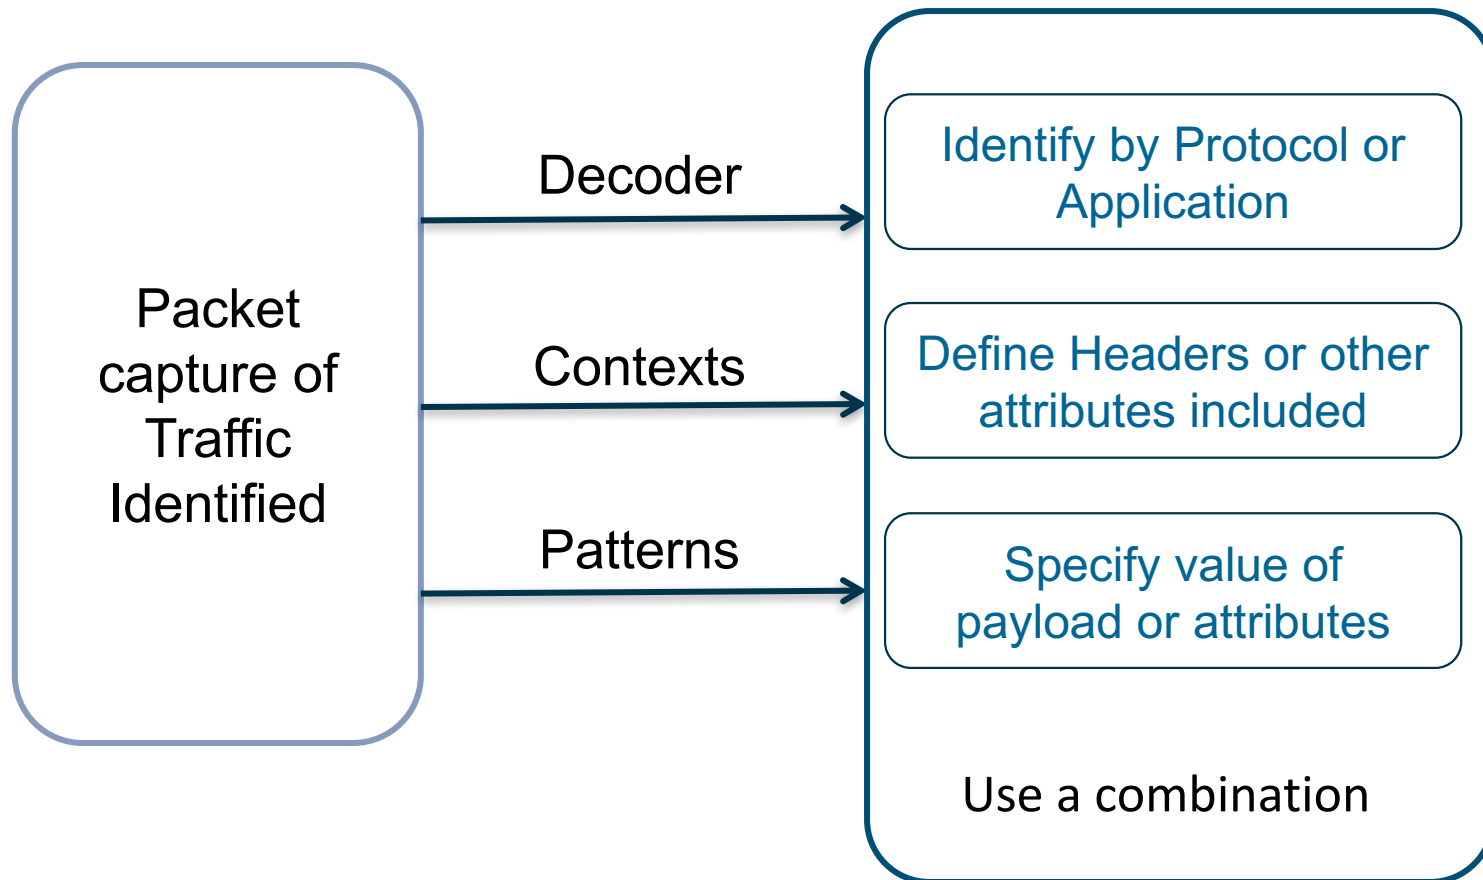 Packet
capture of
Traffic
Identified
Decoder
Identify by Protocol or
Application
Contexts
Define Headers or other
attributes included
Patterns
Specify value of
payload or attributes
Use a combination